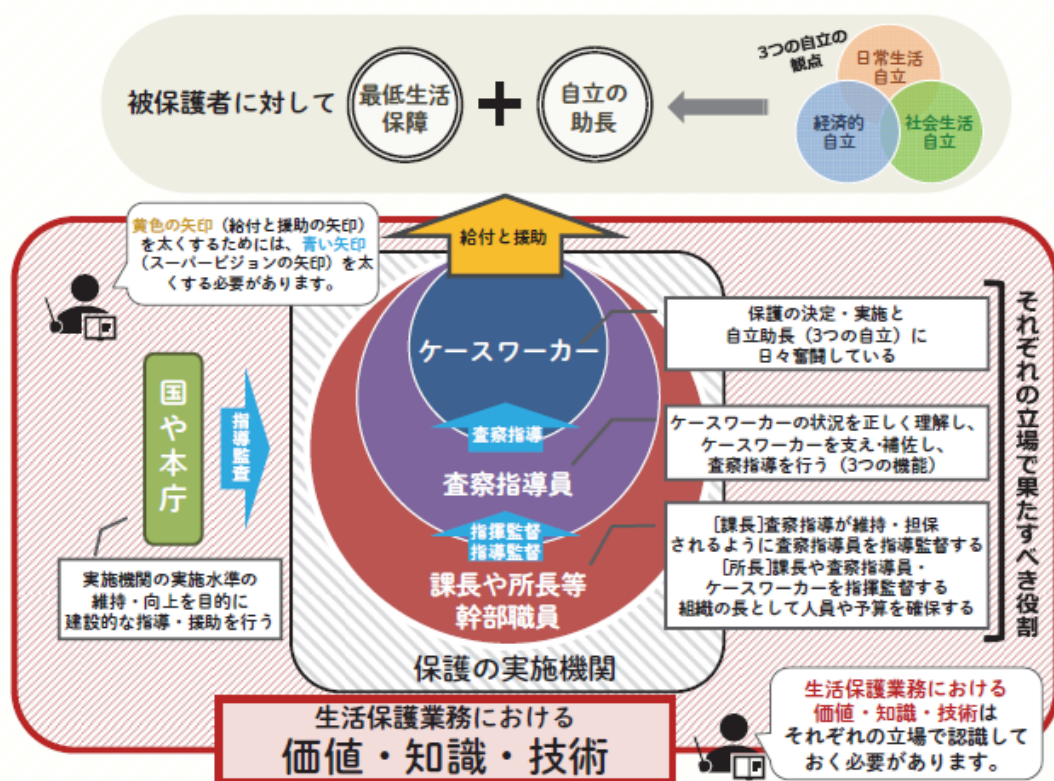 3つの自立の
観点
日常生活
自立
経済的
自立
社会生活
自立
被保護者に対して
最低生活
保障
+
自立の
助長
黄色の矢印（給付と援助の矢印）
を太くするためには、青い矢印
（スーパービジョンの矢印）を太
くする必要があります。
給付と援助
ケースワーカー
査察指導
査察指導員
指揮監督
指導監督
課長や所長等
幹部職員
保護の実施機関
国や本庁
指導監査
実施機関の実施水準の
維持・向上を目的に
建設的な指導・援助を行う
保護の決定・実施と
自立助長（3つの自立）に
日々奮闘している
ケースワーカーの状況を正しく理解し、
ケースワーカーを支え・補佐し、
査察指導を行う（3つの機能）
[課長]査察指導が維持・担保
されるように査察指導員を指導監督する
[所長]課長や査察指導員・
ケースワーカーを指揮監督する
組織の長として人員や予算を確保する
それぞれの立場で果たすべき役割
生活保護業務における
価値・知識・技術
生活保護業務における
価値・知識・技術は
それぞれの立場で認識して
おく必要があります。